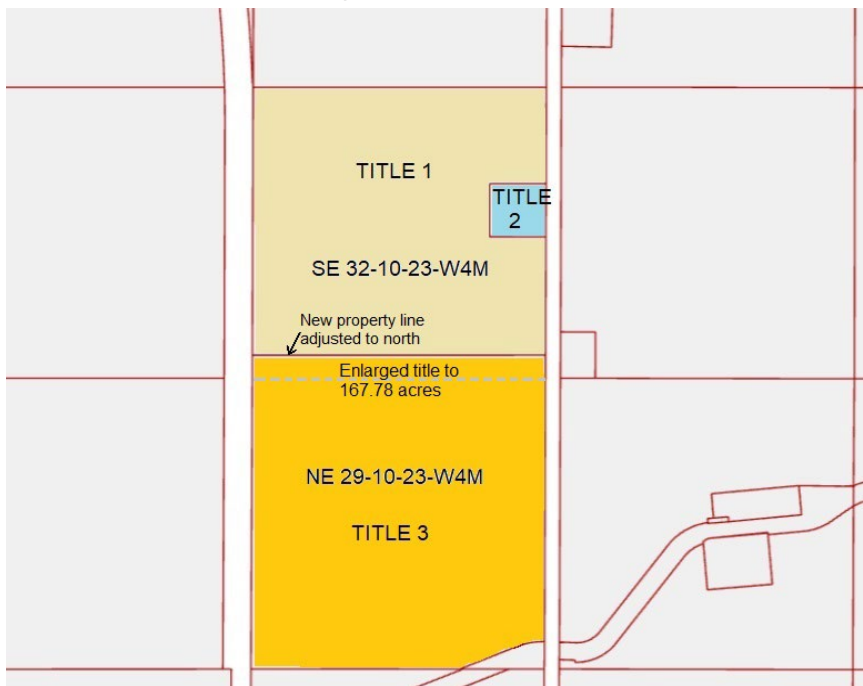 TITLE 1
TITLE
2
SE 32-10-23-W4M
New property line
adjusted to north
Enlarged title to
167.78 acres
NE 29-10-23-W4M
TITLE 3